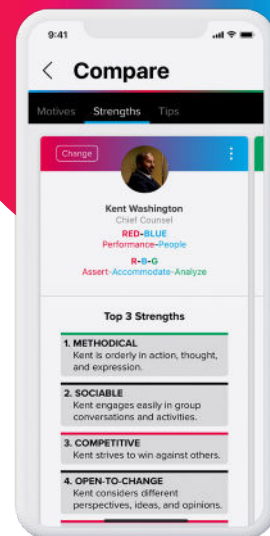 9:41
Compare
Motives Strengths Tips
Change
Kent Washington
Chief Counsel
RED-BLUE
Performance-People
R-B-G
Assert-Accommodate-Analyze
Top 3 Strengths
1. METHODICAL
Kent is orderly in action, thought,
and expression.
2. SOCIABLE
Kent engages easily in group
conversations and activities.
3. COMPETITIVE
Kent strives to win against others.
4. OPEN-TO-CHANGE
Kent considers different
perspectives, ideas, and opinions.